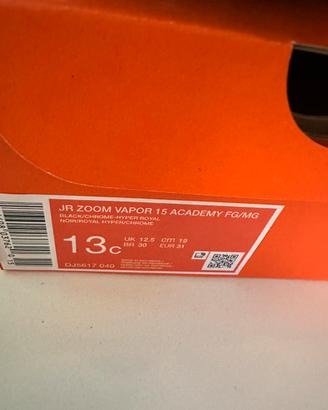 JR ZOOM VAPOR 15 ACADEMY FG/MG
BLACK/CHROME-HYPER ROYAL
NOIR/ROYAL HYPER/CHROME
13C
UK 12.5 cm 19
BR 30 EUR 31
DJ5617 040